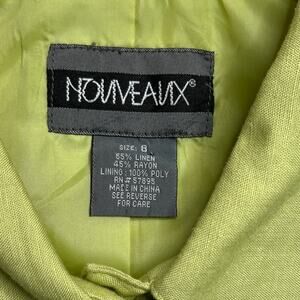 NOUVEAUX®
SIZE: 8
55% LINEN
45% RAYON
LINING: 100% POLY
RN# 57895
MADE IN CHINA
SEE REVERSE
FOR CARE